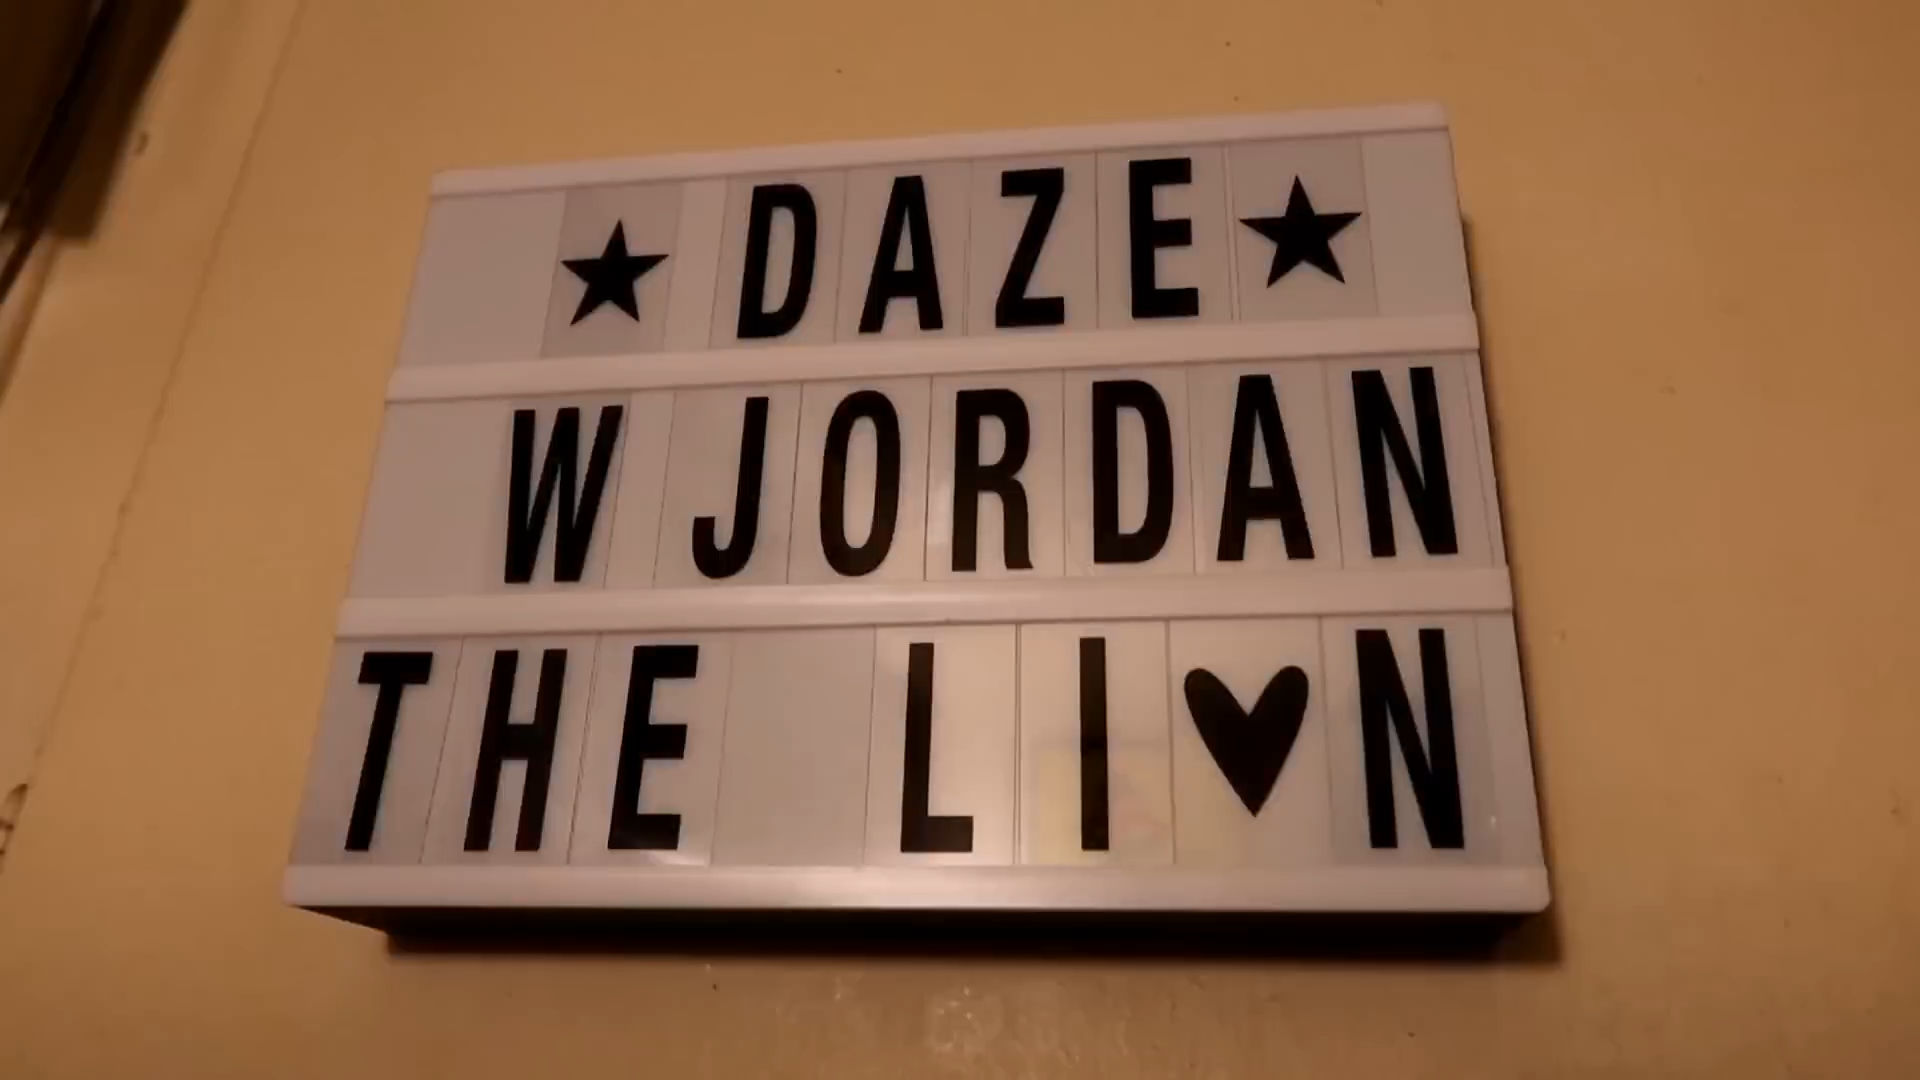 ★ DAZE ★
W JORDAN
THE LI♥N